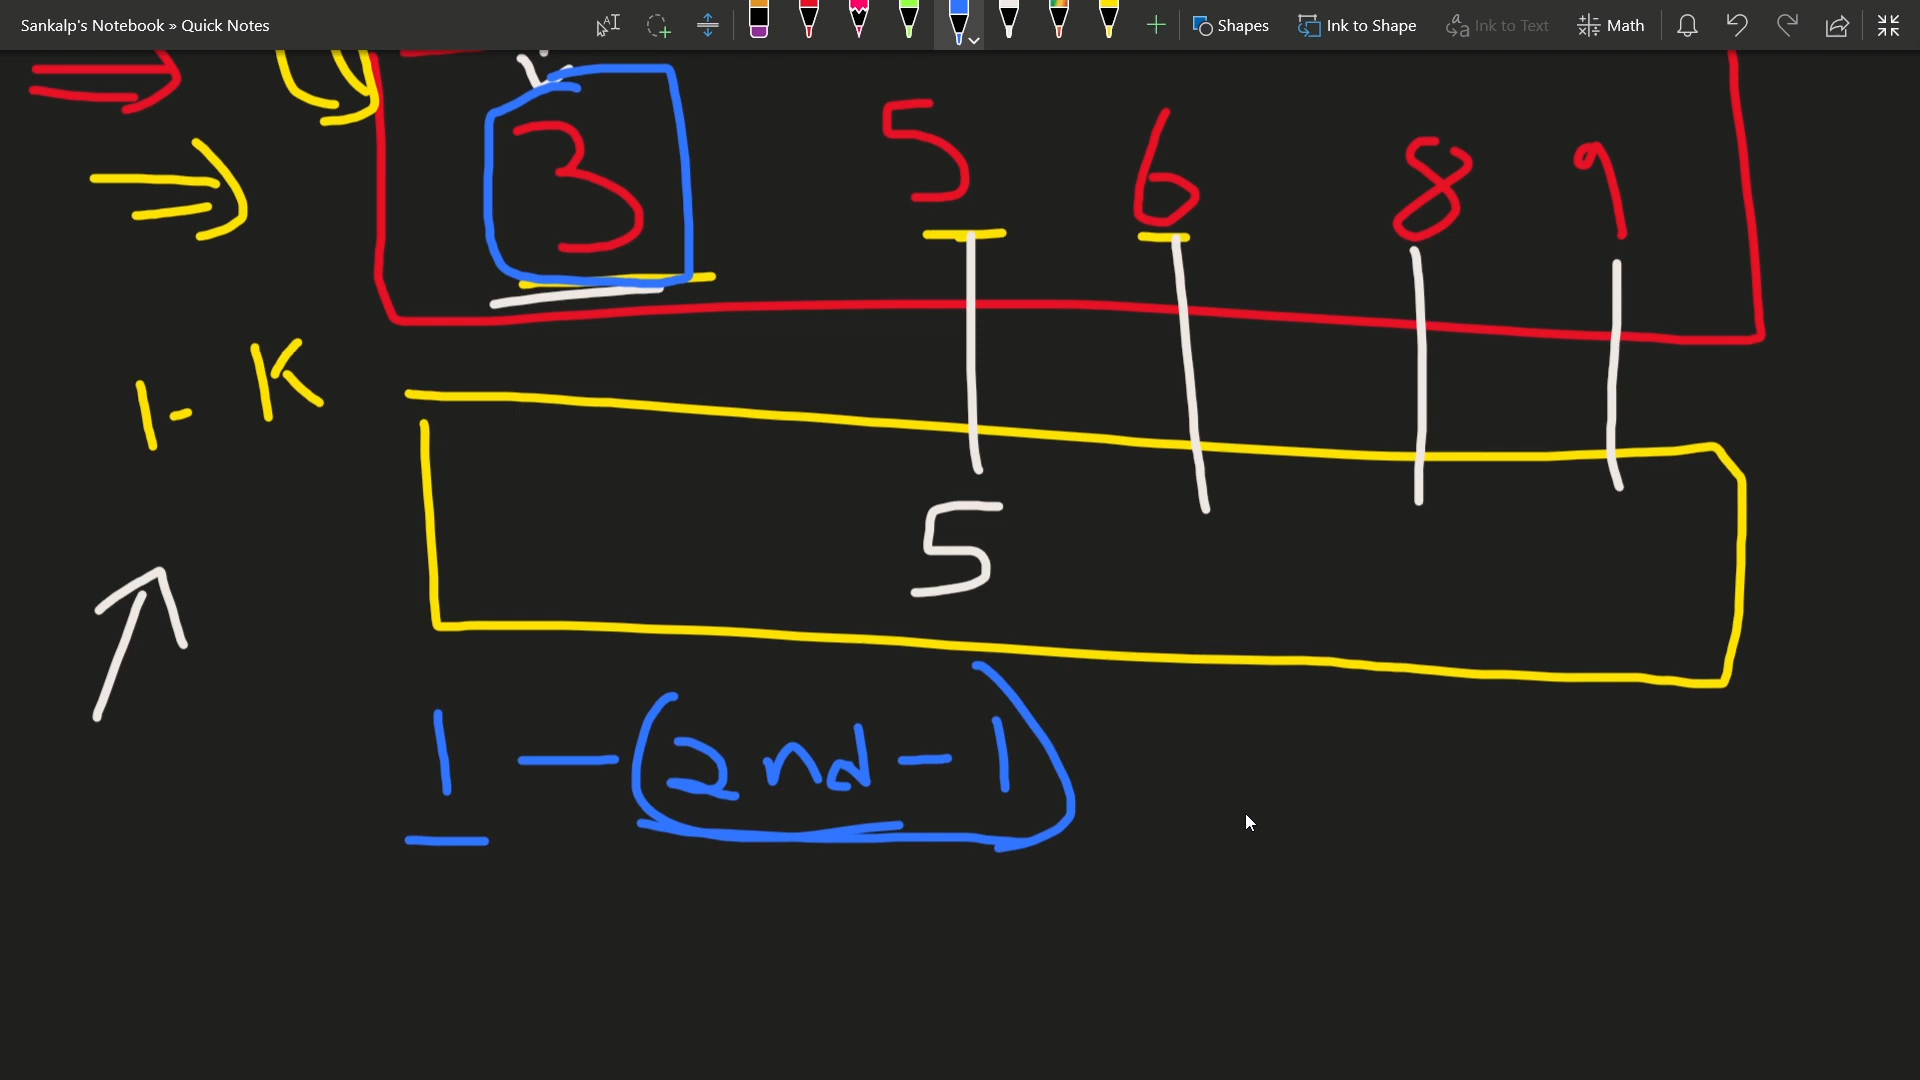 Sankalp's Notebook » Quick Notes
Shapes
Ink to Shape
Ink to Text
Math
3 5 6 8 9
1 - K
5
1 — (2nd - 1)